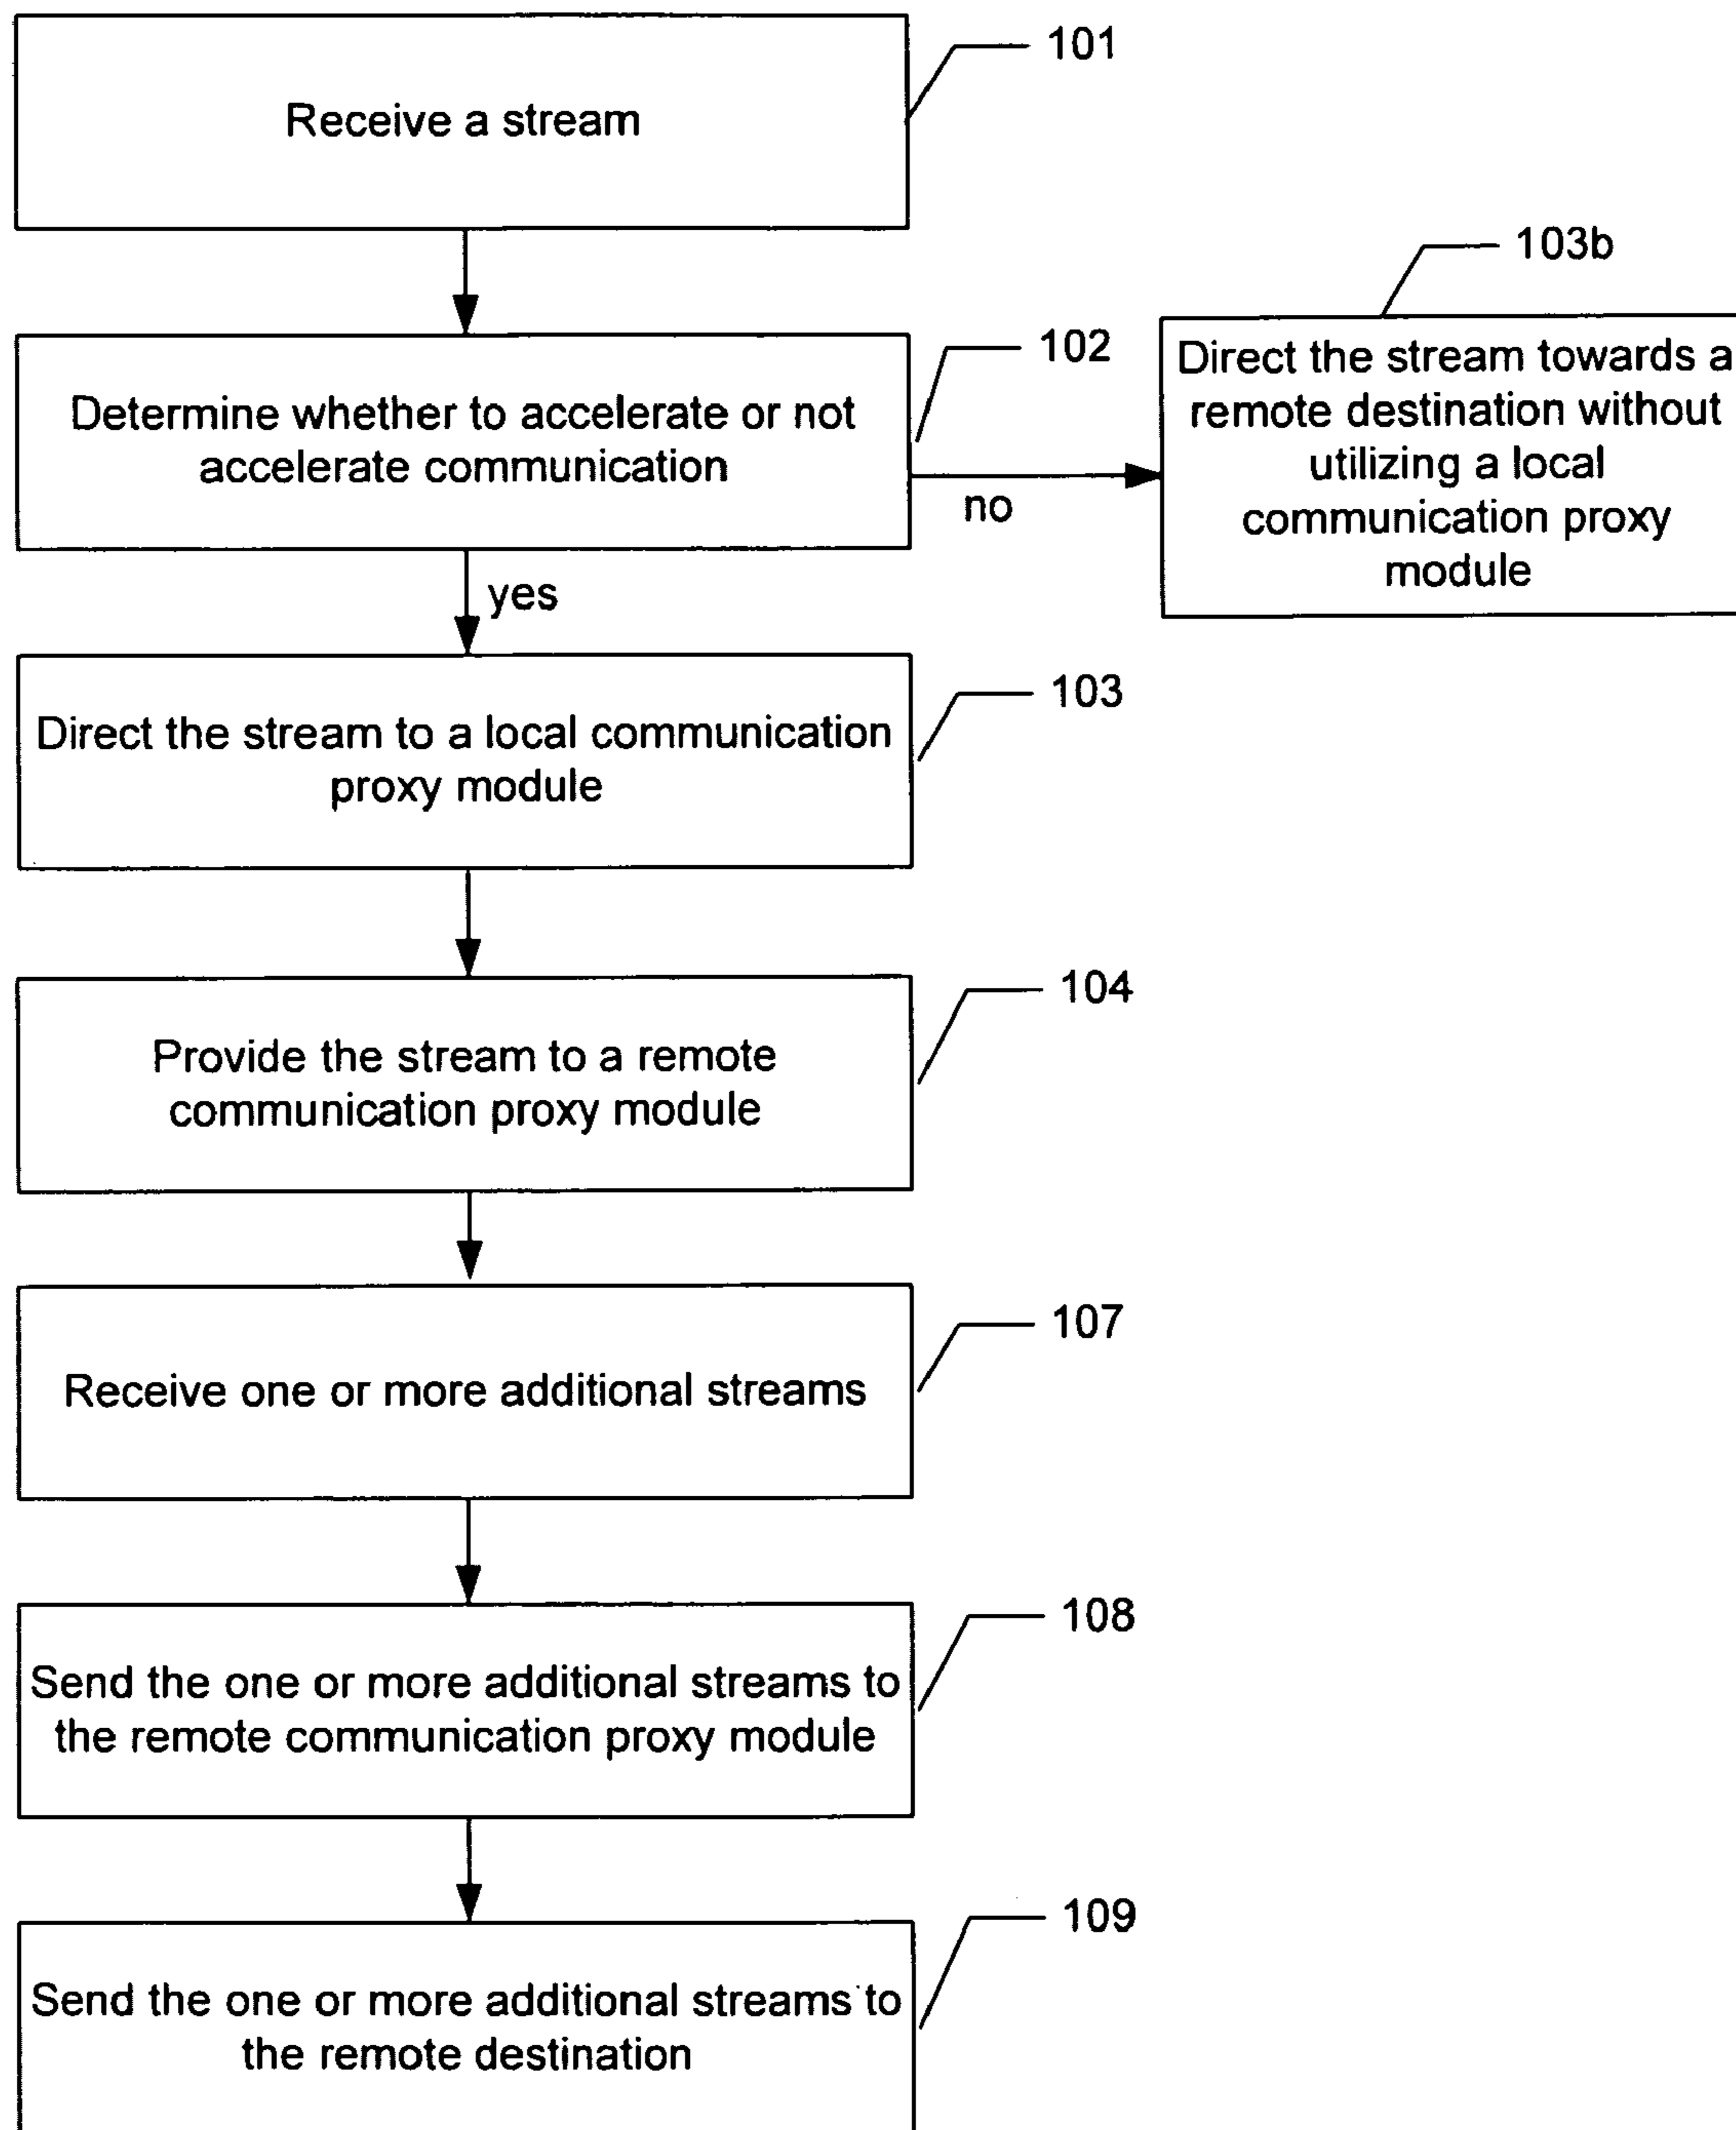 101
Receive a stream
103b
Direct the stream towards a
remote destination without
utilizing a local
communication proxy
module
102
Determine whether to accelerate or not
accelerate communication
no
yes
103
Direct the stream to a local communication
proxy module
104
Provide the stream to a remote
communication proxy module
107
Receive one or more additional streams
108
Send the one or more additional streams to
the remote communication proxy module
109
Send the one or more additional streams to
the remote destination